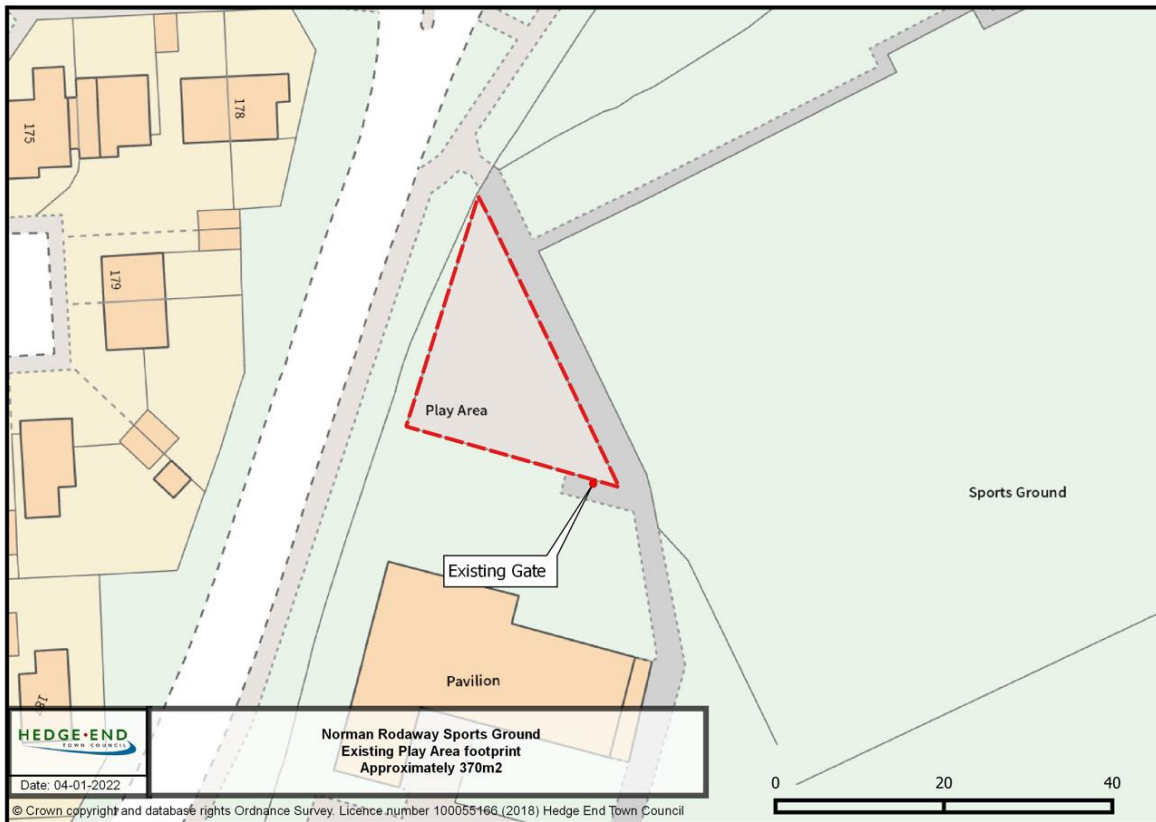 175
178
179
Play Area
Sports Ground
Existing Gate
Pavilion
HEDGE•END
TOWN COUNCIL
Date: 04-01-2022
Norman Rodaway Sports Ground
Existing Play Area footprint
Approximately 370m2
© Crown copyright and database rights Ordnance Survey. Licence number 100055166 (2018) Hedge End Town Council
0 20 40